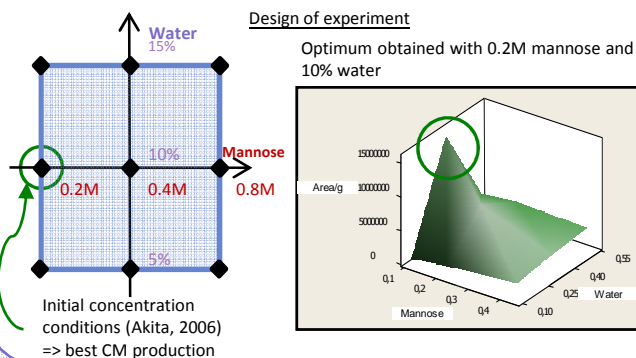 Design of experiment
Water
15%
Optimum obtained with 0.2M mannose and
10% water
10%
Mannose
0.2M
0.4M
0.8M
5%
Initial concentration
conditions (Akita, 2006)
=> best CM production
15000000
Area/g
10000000
5000000
0
0,1
0,2
0,3
0,4
Mannose
0,10
0,25
0,40
0,55
Water